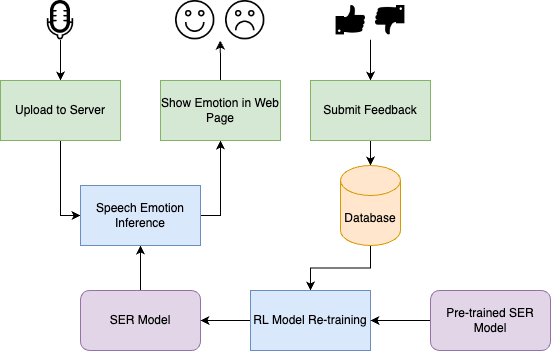 Upload to Server
Show Emotion in Web
Page
Submit Feedback
Speech Emotion
Inference
Database
SER Model
RL Model Re-training
Pre-trained SER
Model